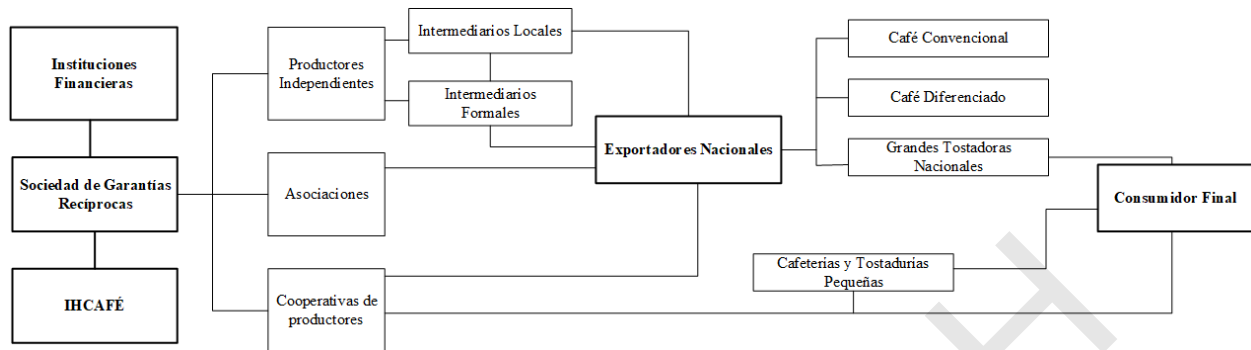 Instituciones
Financieras
Sociedad de Garantías
Recíprocas
IHCAFÉ
Productores
Independientes
Asociaciones
Cooperativas de
productores
Intermediarios Locales
Intermediarios
Formales
Exportadores Nacionales
Café Convencional
Café Diferenciado
Grandes Tostadoras
Nacionales
Cafeterías y Tostadurías
Pequeñas
Consumidor Final